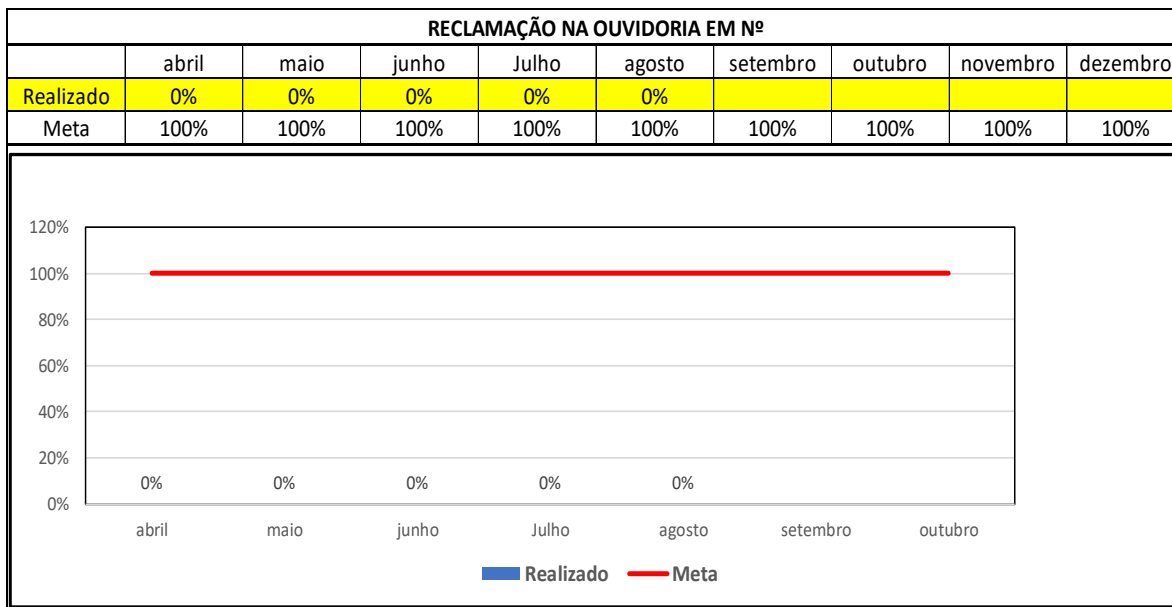 RECLAMAÇÃO NA OUVIDORIA EM Nº
abril maio junho Julho agosto setembro outubro novembro dezembro
Realizado 0% 0% 0% 0% 0%
Meta 100% 100% 100% 100% 100% 100% 100% 100% 100%
120%
100%
80%
60%
40%
20%
0% 0% 0% 0% 0%
0%
abril maio junho Julho agosto setembro outubro
Realizado Meta